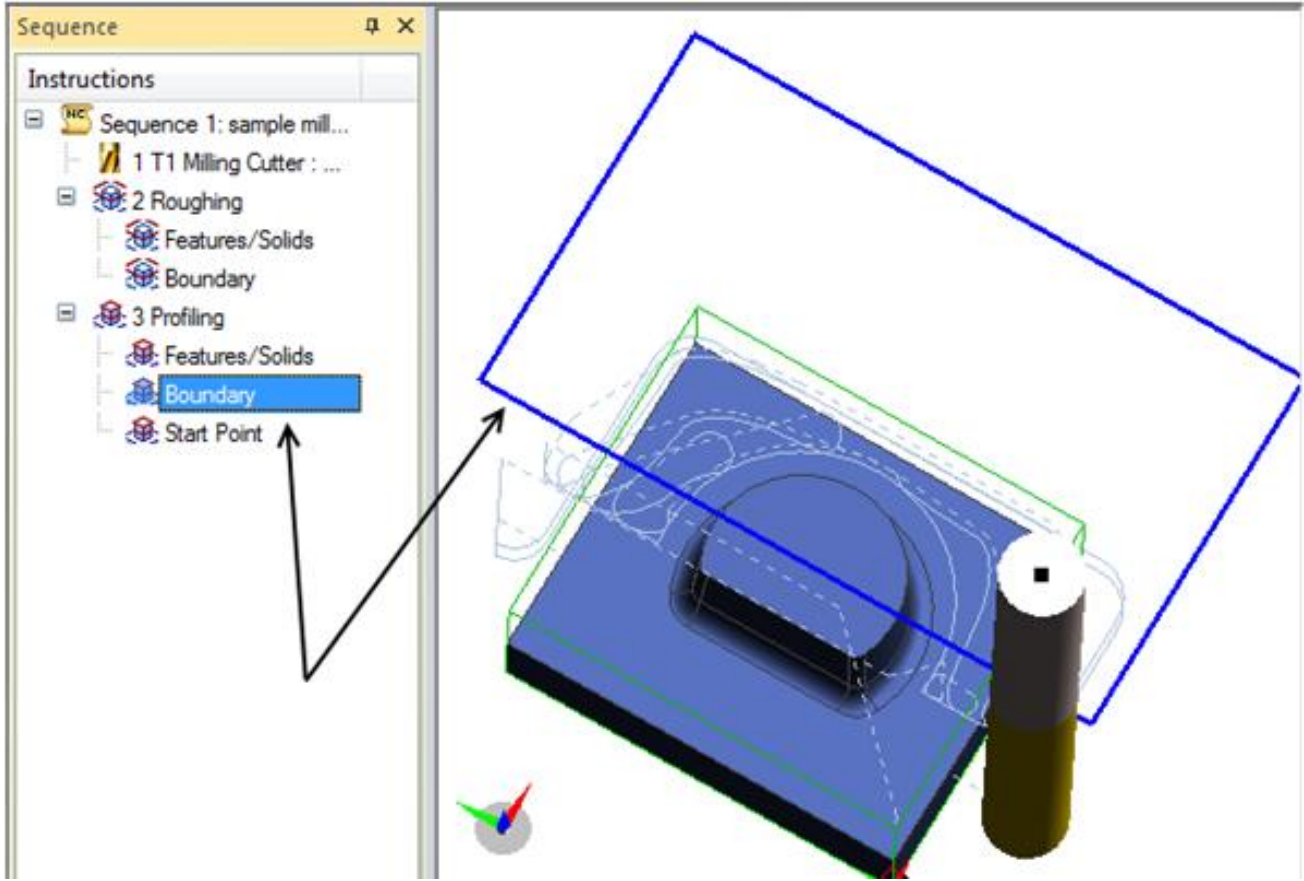 Sequence
Instructions
NC
Sequence 1: sample mill...
1 T1 Milling Cutter : ...
2 Roughing
Features/Solids
Boundary
3 Profiling
Features/Solids
Boundary
Start Point